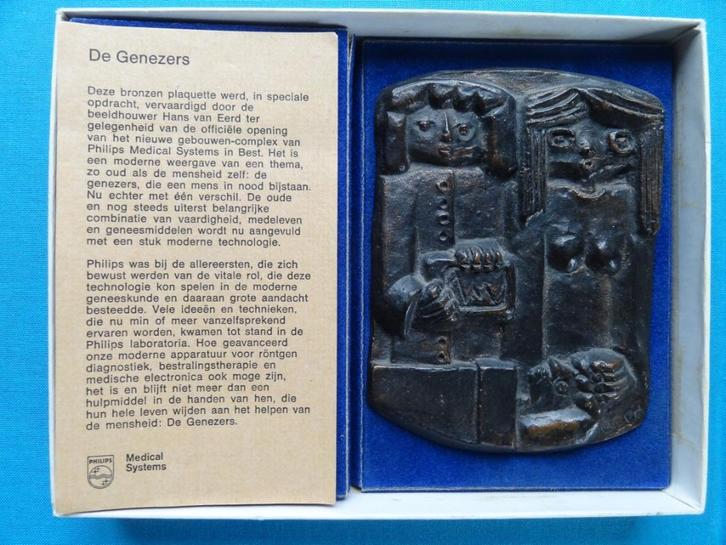 De Genezers
Deze bronzen plaquette werd, in speciale
opdracht, vervaardigd door de
beeldhouwer Hans van Eerd ter
gelegenheid van de officiële opening
van het nieuwe gebouwen-complex van
Philips Medical Systems in Best. Het is
een moderne weergave van een thema,
zo oud als de mensheid zelf: de
genezers, die een mens in nood bijstaan.
Nu echter met één verschil. De oude
en nog steeds uiterst belangrijke
combinatie van vaardigheid, medeleven
en geneesmiddelen wordt nu aangevuld
met een stuk moderne technologie.
Philips was bij de allereersten, die zich
bewust werden van de vitale rol, die deze
technologie kon spelen in de moderne
geneeskunde en daaraan grote aandacht
besteedde. Vele ideeën en technieken,
die nu min of meer vanzelfsprekend
ervaren worden, kwamen tot stand in de
Philips laboratoria. Hoe geavanceerd
onze moderne apparatuur voor röntgen
diagnostiek, bestralingstherapie en
medische electronica ook moge zijn,
het is en blijft niet meer dan een
hulpmiddel in de handen van hen, die
hun hele leven wijden aan het helpen van
de mensheid: De Genezers.
PHILIPS
Medical
Systems